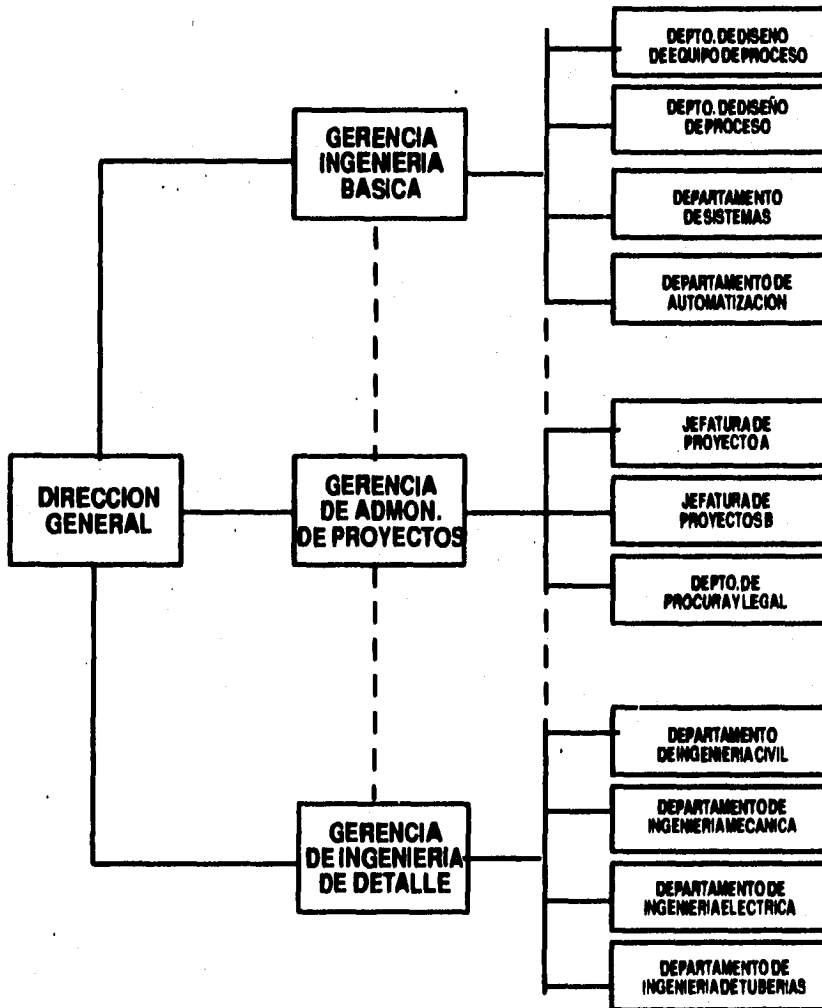 DIRECCION
GENERAL
GERENCIA
INGENIERIA
BASICA
DEPTO. DE DISEÑO
DE EQUIPO DE PROCESO
DEPTO. DE DISEÑO
DE PROCESO
DEPARTAMENTO
DE SISTEMAS
DEPARTAMENTO DE
AUTOMATIZACION
GERENCIA
DE ADMON.
DE PROYECTOS
JEFATURA DE
PROYECTO A
JEFATURA DE
PROYECTOS B
DEPTO. DE
PROCURA Y LEGAL
GERENCIA
DE INGENIERIA
DE DETALLE
DEPARTAMENTO
DE INGENIERIA CIVIL
DEPARTAMENTO DE
INGENIERIA MECANICA
DEPARTAMENTO DE
INGENIERIA ELECTRICA
DEPARTAMENTO DE
INGENIERIA DE TUBERIAS